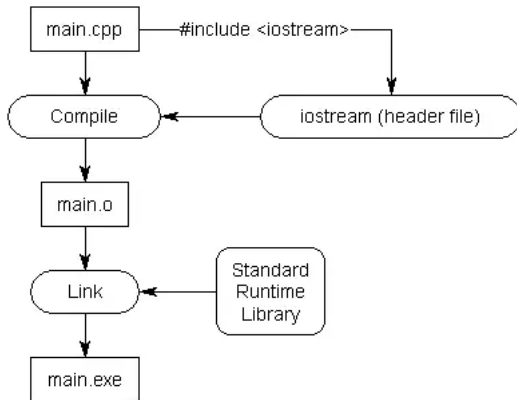 main.cpp
#include <iostream>
Compile
iostream (header file)
main.o
Standard
Runtime
Library
Link
main.exe